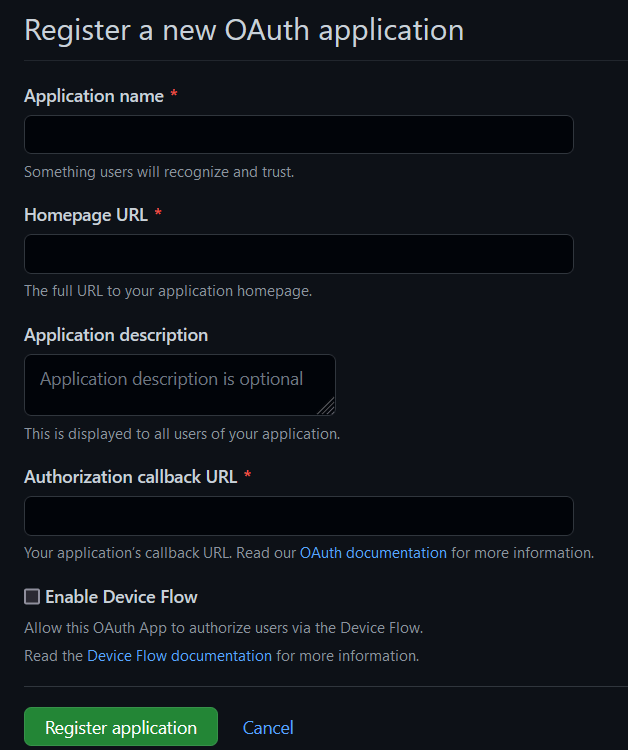 Register a new OAuth application
Application name *
Something users will recognize and trust.
Homepage URL *
The full URL to your application homepage.
Application description
Application description is optional
This is displayed to all users of your application.
Authorization callback URL *
Your application's callback URL. Read our OAuth documentation for more information.
Enable Device Flow
Allow this OAuth App to authorize users via the Device Flow.
Read the Device Flow documentation for more information.
Register application Cancel